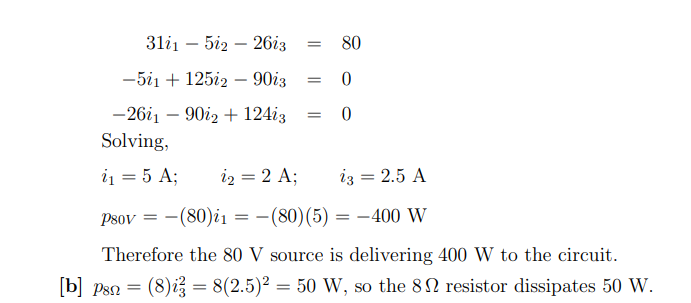 31i₁ − 5i₂ − 26i₃ = 80
−5i₁ + 125i₂ − 90i₃ = 0
−26i₁ − 90i₂ + 124i₃ = 0
Solving,
i₁ = 5 A; i₂ = 2 A; i₃ = 2.5 A
p₈₀V = −(80)i₁ = −(80)(5) = −400 W
Therefore the 80 V source is delivering 400 W to the circuit.
[b] p₈Ω = (8)i₃² = 8(2.5)² = 50 W, so the 8 Ω resistor dissipates 50 W.